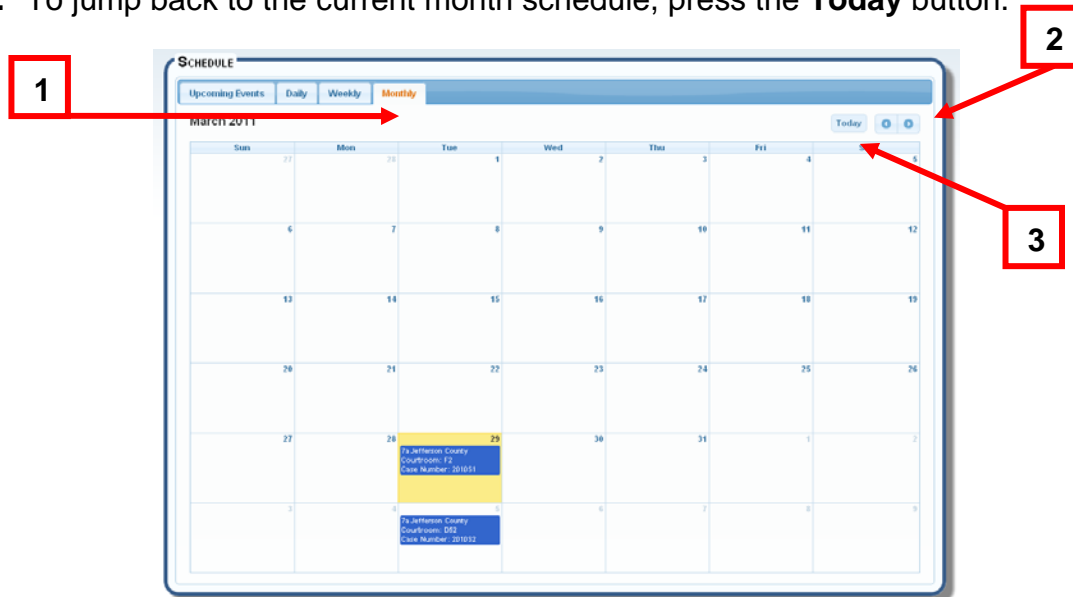 . To jump back to the current month schedule, press the Today button.
2
SCHEDULE
1
Upcoming Events Daily Weekly Monthly
March 2011
Today
Sun Mon Tue Wed Thu Fri
27 28 1 2 3 4 5
3
6 7 8 9 10 11 12
13 14 15 16 17 18 19
20 21 22 23 24 25 26
27 28 29 30 31 1 2
7a Jefferson County
Courtroom: F2
Case Number: 201051
3 4 5 6 7 8 9
7a Jefferson County
Courtroom: D52
Case Number: 201032